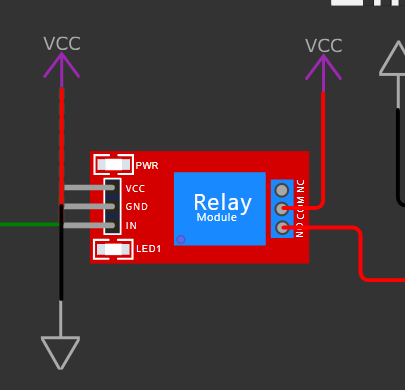 VCC
VCC
PWR
VCC
GND
IN
LED1
Relay
Module
NC
COM
NO